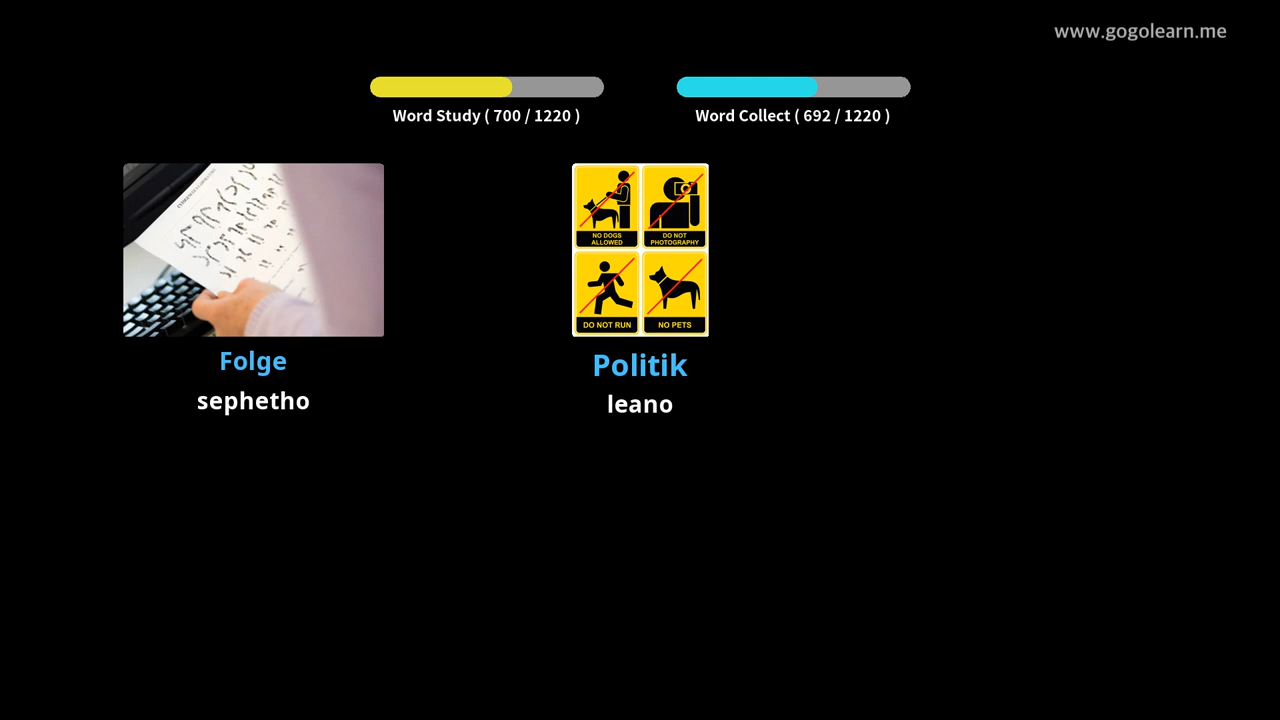 www.gogolearn.me
Word Study ( 700 / 1220 )
Word Collect ( 692 / 1220 )
NO DOGS
ALLOWED
DO NOT
PHOTOGRAPHY
DO NOT RUN
NO PETS
Folge
sephetho
Politik
leano